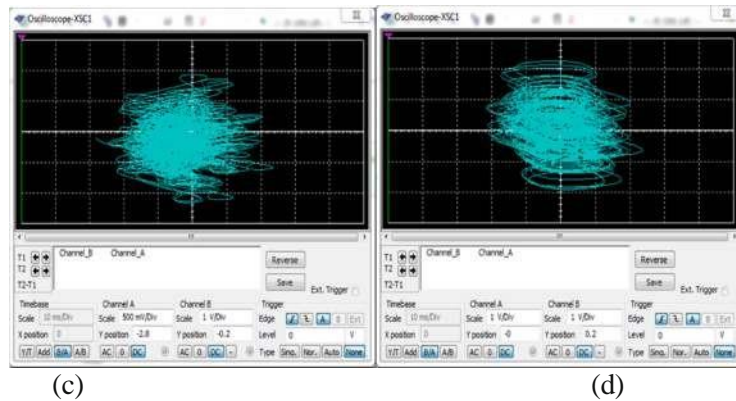 Oscilloscope-XSC1
T1
T2
T2-T1
Channel_B Channel_A
Reverse
Save
Ext. Trigger
Timebase
Channel A
Channel B
Trigger
Scale 10 ms/Div
Scale 500 mV/Div
Scale 1 V/Div
Edge A B Ext
X position 0
Y position -2.8
Y position -0.2
Level 0 V
Y/T Add B/A A/B
AC 0 DC
AC 0 DC -
Type Sing. Nor. Auto None
(c)
Oscilloscope-XSC1
T1
T2
T2-T1
Channel_B Channel_A
Reverse
Save
Ext. Trigger
Timebase
Channel A
Channel B
Trigger
Scale 10 ms/Div
Scale 1 V/Div
Scale 1 V/Div
Edge A B Ext
X position 0
Y position -0
Y position 0.2
Level 0 V
Y/T Add B/A A/B
AC 0 DC
AC 0 DC -
Type Sing. Nor. Auto None
(d)